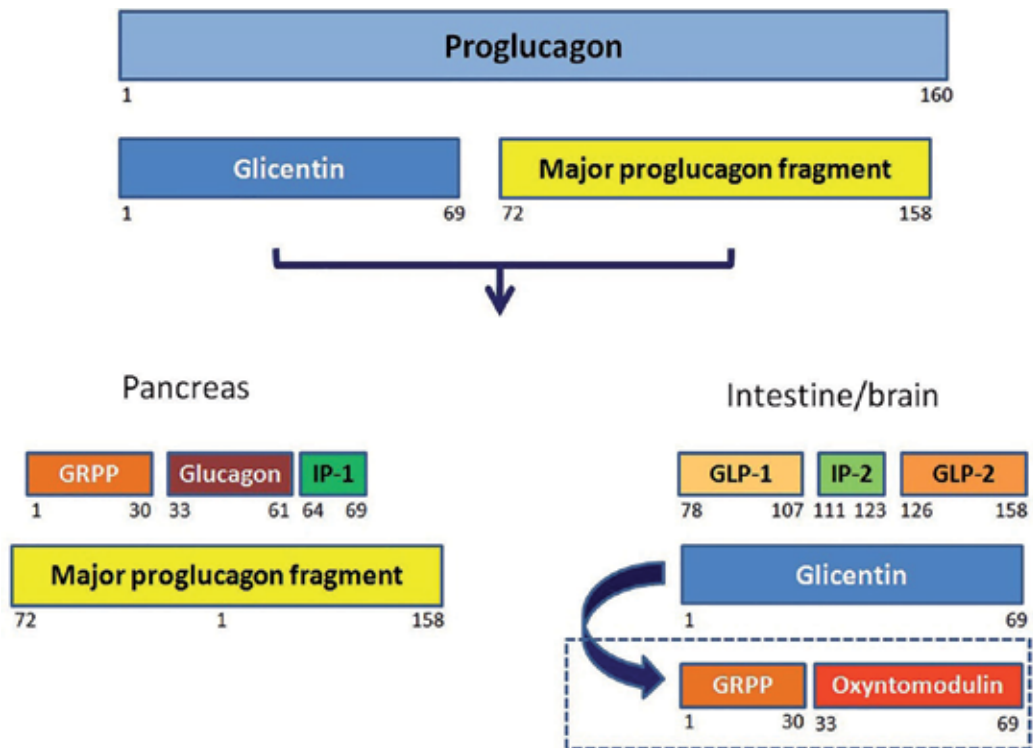 Proglucagon
1 160
Glicentin Major proglucagon fragment
1 69 72 158
Pancreas Intestine/brain
GRPP Glucagon IP-1 GLP-1 IP-2 GLP-2
1 30 33 61 64 69 78 107 111 123 126 158
Major proglucagon fragment Glicentin
72 1 158 1 69
GRPP Oxyntomodulin
1 30 33 69